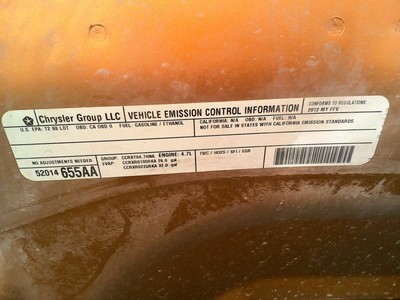 Chrysler Group LLC VEHICLE EMISSION CONTROL INFORMATION CONFORMS TO REGULATIONS
2012 MY FFV
U.S. EPA: T2 B8 LDT OBD: CA OBD II FUEL: GASOLINE / ETHANOL CALIFORNIA: N/A OBD: N/A FUEL: N/A
NOT FOR SALE IN STATES WITH CALIFORNIA EMISSION STANDARDS
NO ADJUSTMENTS NEEDED GROUP: ENGINE: 4.7L TWC / HO2S / SFI / EGR
EVAP:
52014 655AA